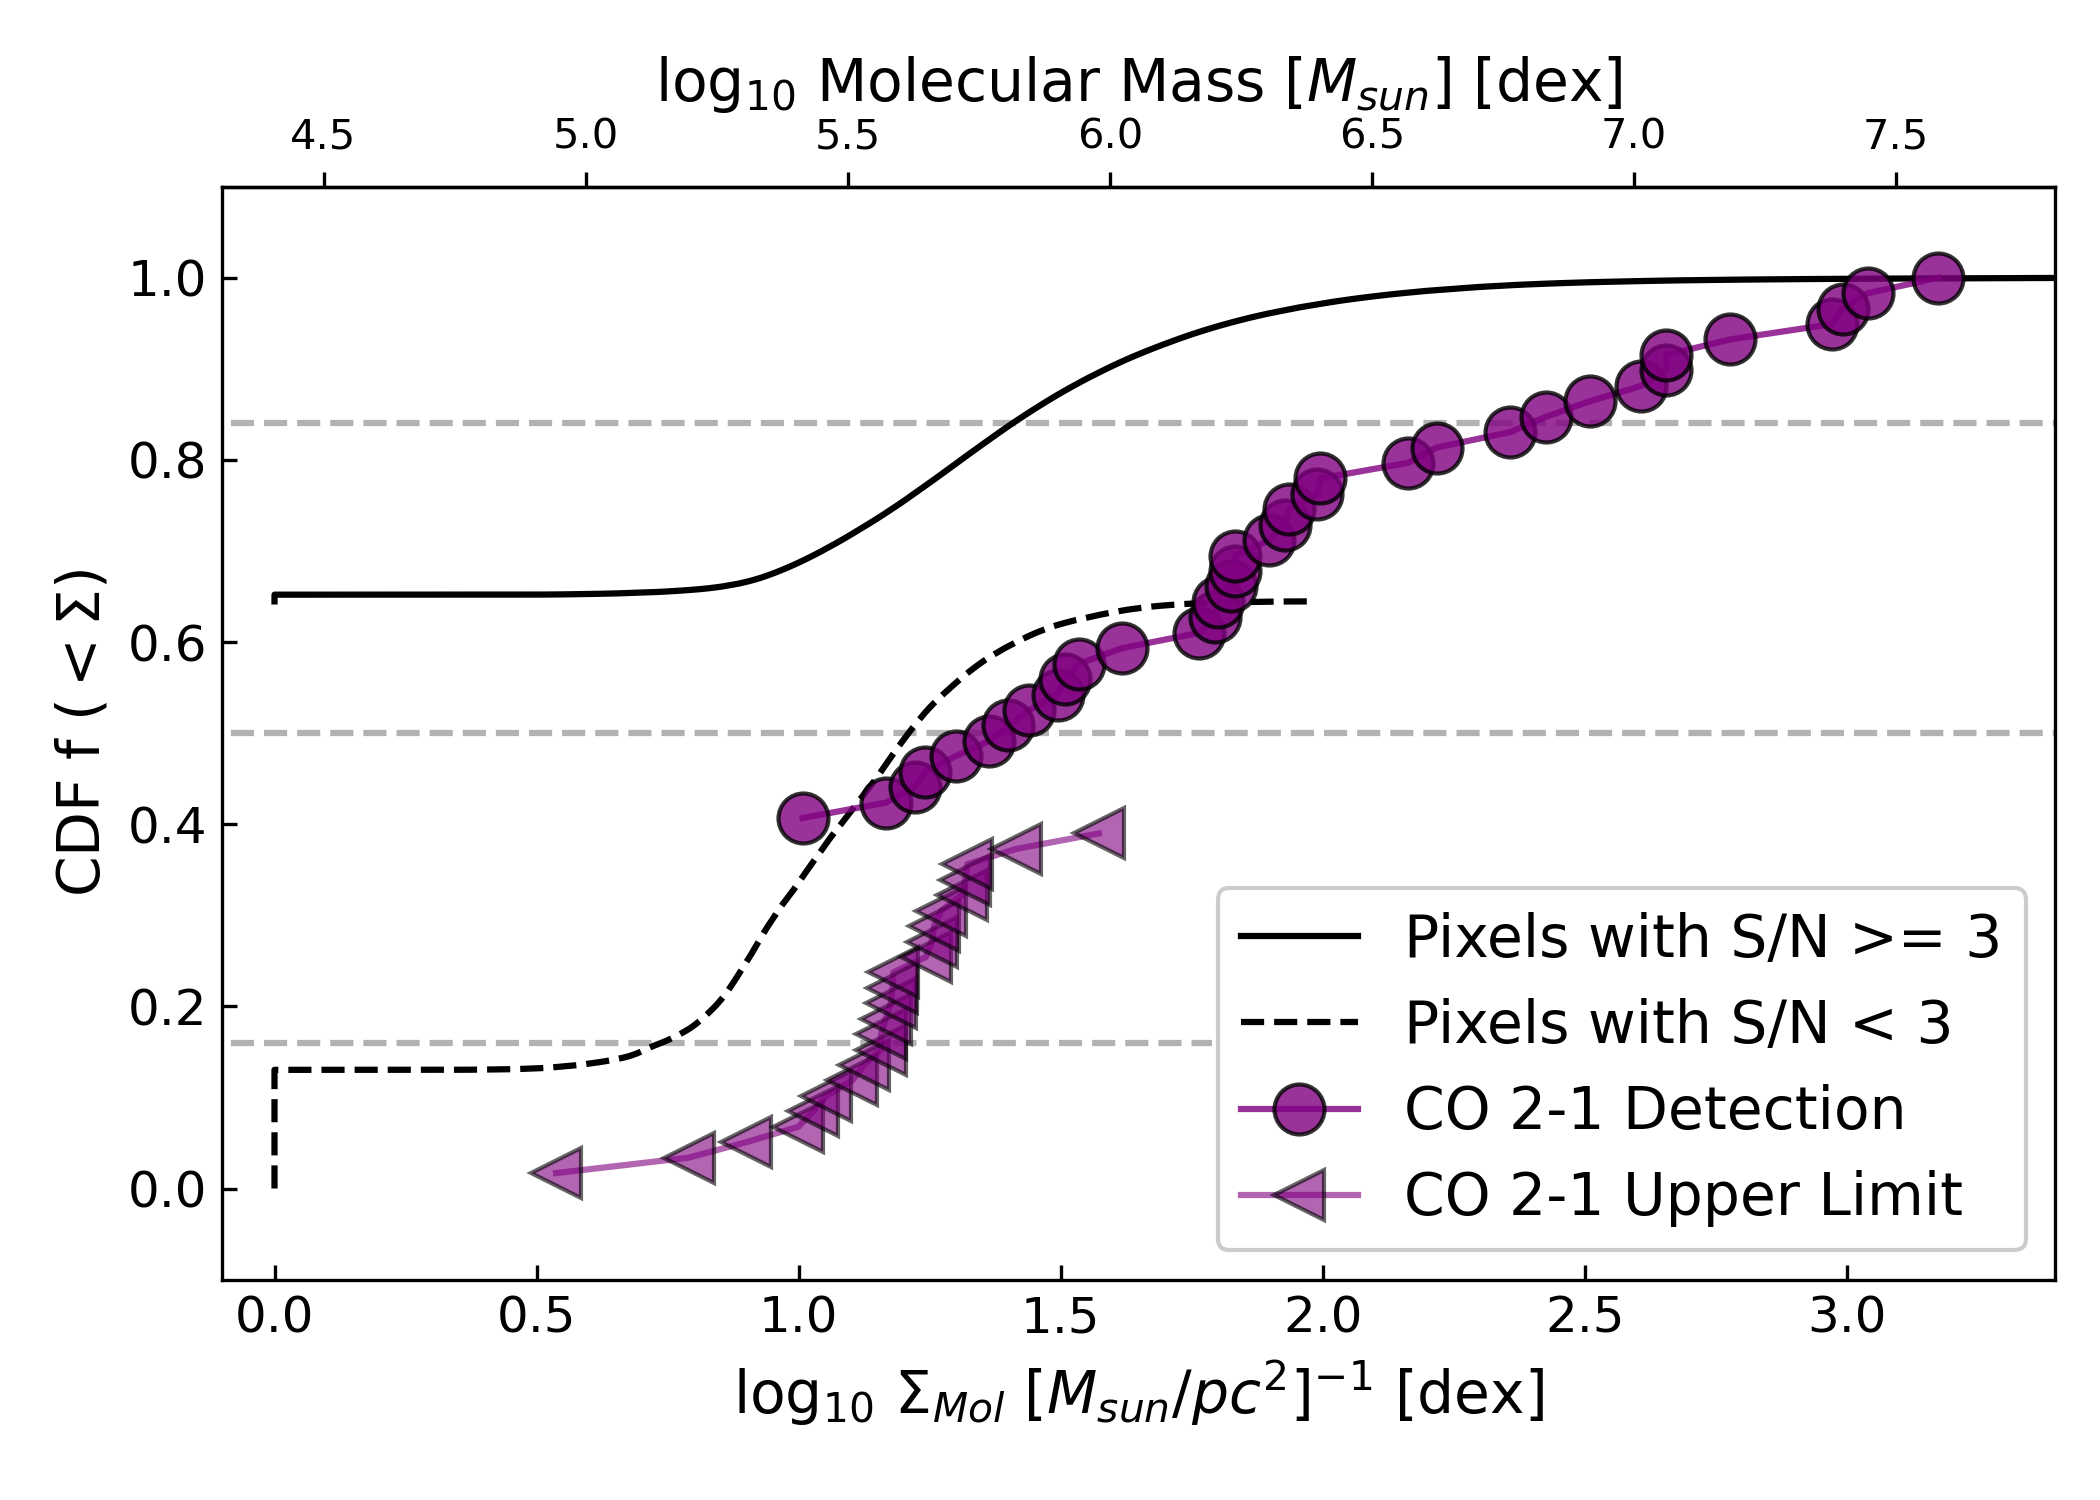 log₁₀ Molecular Mass [M_sun] [dex]
4.5 5.0 5.5 6.0 6.5 7.0 7.5
CDF f ( < Σ)
1.0
0.8
0.6
0.4
0.2
0.0
Pixels with S/N >= 3
Pixels with S/N < 3
CO 2-1 Detection
CO 2-1 Upper Limit
0.0 0.5 1.0 1.5 2.0 2.5 3.0
log₁₀ Σ_Mol [M_sun/pc²]⁻¹ [dex]